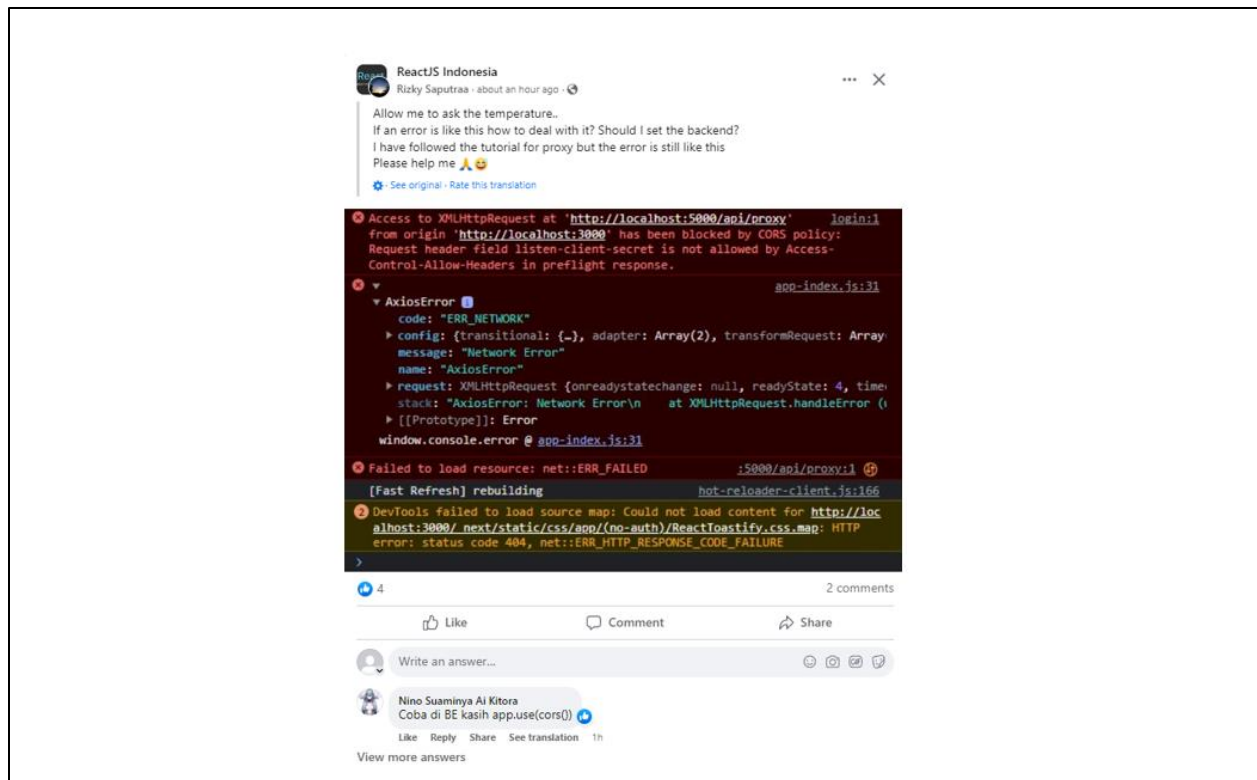 React
ReactJS Indonesia
Rizky Saputraa · about an hour ago ·
Allow me to ask the temperature..
If an error is like this how to deal with it? Should I set the backend?
I have followed the tutorial for proxy but the error is still like this
Please help me 🙏😅
· See original · Rate this translation
Access to XMLHttpRequest at 'http://localhost:5000/api/proxy' login:1
from origin 'http://localhost:3000' has been blocked by CORS policy:
Request header field listen-client-secret is not allowed by Access-
Control-Allow-Headers in preflight response.
app-index.js:31
▼ AxiosError i
code: "ERR_NETWORK"
▶ config: {transitional: {…}, adapter: Array(2), transformRequest: Array
message: "Network Error"
name: "AxiosError"
▶ request: XMLHttpRequest {onreadystatechange: null, readyState: 4, time
stack: "AxiosError: Network Error\n    at XMLHttpRequest.handleError (
▶ [[Prototype]]: Error
window.console.error @ app-index.js:31
Failed to load resource: net::ERR_FAILED :5000/api/proxy:1
[Fast Refresh] rebuilding hot-reloader-client.js:166
2 DevTools failed to load source map: Could not load content for http://loc
alhost:3000/_next/static/css/app/(no-auth)/ReactToastify.css.map: HTTP
error: status code 404, net::ERR_HTTP_RESPONSE_CODE_FAILURE
>
4 2 comments
Like Comment Share
Write an answer...
GIF
Nino Suaminya Ai Kitora
Coba di BE kasih app.use(cors())
Like Reply Share See translation 1h
View more answers